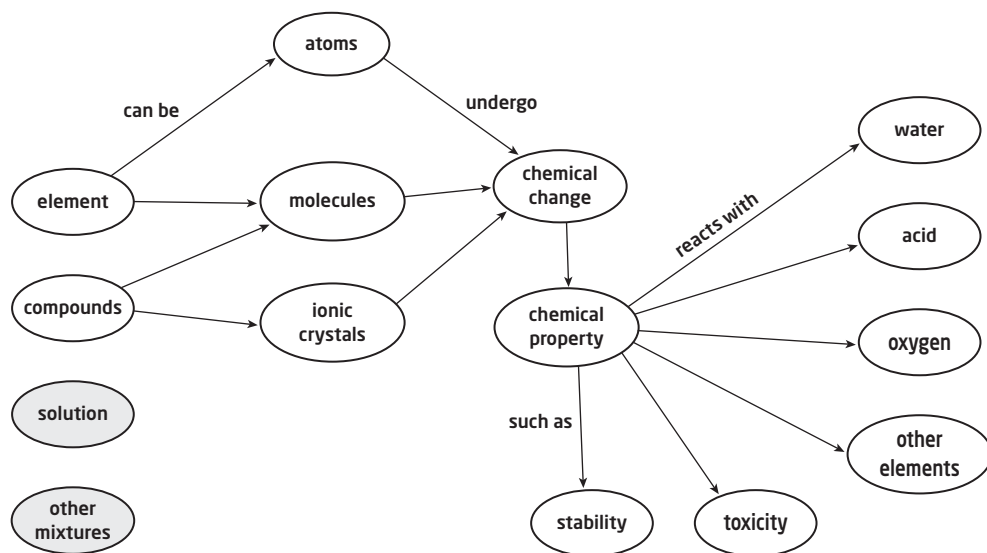 atoms
can be
undergo
water
element
molecules
chemical
change
reacts with
acid
compounds
ionic
crystals
chemical
property
oxygen
solution
such as
other
elements
other
mixtures
stability
toxicity